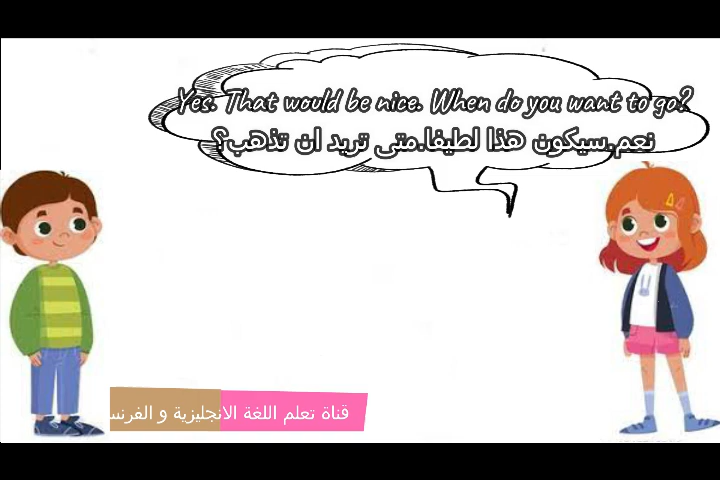 Yes. That would be nice. When do you want to go?
نعم.سيكون هذا لطيفا.متى تريد ان تذهب؟
قناة تعلم اللغة الانجليزية و